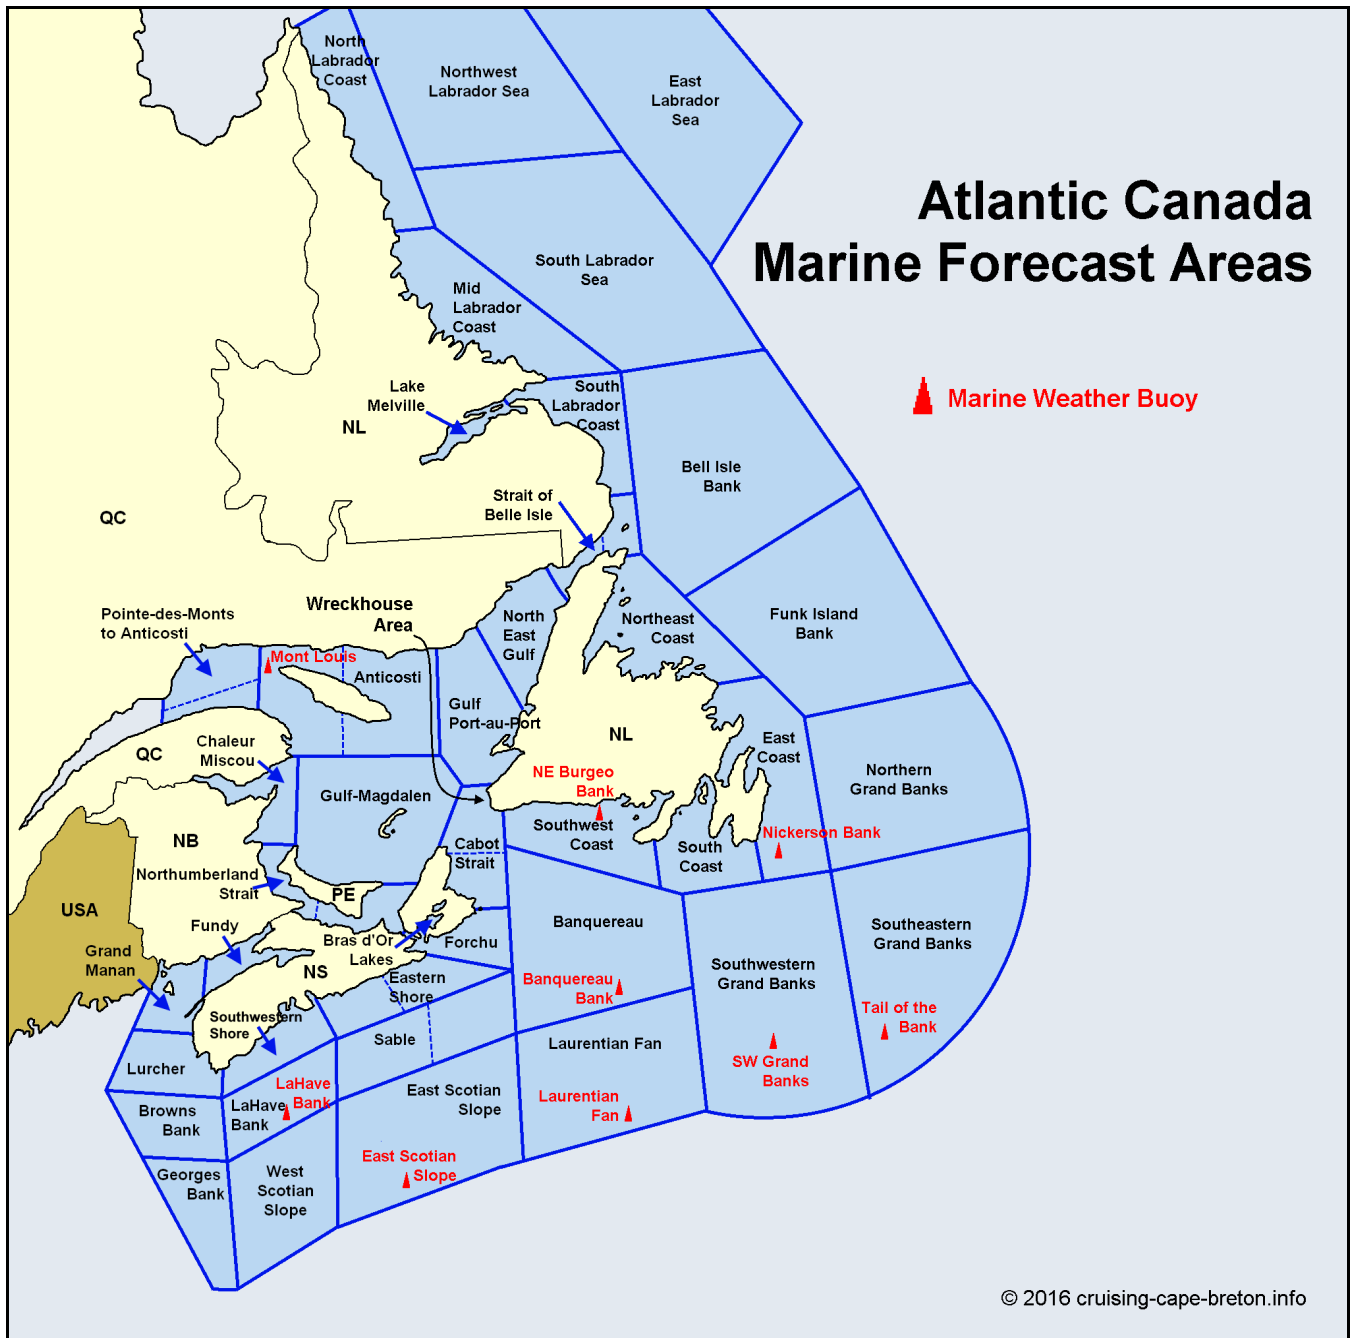 North
Labrador
Coast
Northwest
Labrador Sea
East
Labrador
Sea
Atlantic Canada
Marine Forecast Areas
South Labrador
Sea
Mid
Labrador
Coast
Marine Weather Buoy
Lake
Melville
South
Labrador
Coast
NL
Bell Isle
Bank
Strait of
Belle Isle
QC
Wreckhouse
Area
Pointe-des-Monts
to Anticosti
North
East
Gulf
Northeast
Coast
Funk Island
Bank
Mont Louis
Anticosti
Gulf
Port-au-Port
NL
QC
Chaleur
Miscou
East
Coast
NE Burgeo
Bank
Northern
Grand Banks
Gulf-Magdalen
Southwest
Coast
Nickerson Bank
NB
Cabot
Strait
South
Coast
Northumberland
Strait
PE
USA
Fundy
Banquereau
Southeastern
Grand Banks
Grand
Manan
Bras d'Or
Lakes
Forchu
NS
Eastern
Shore
Banquereau
Bank
Southwestern
Grand Banks
Southwestern
Shore
Tail of the
Bank
Sable
Laurentian Fan
Lurcher
SW Grand
Banks
LaHave
Bank
LaHave
Bank
East Scotian
Slope
Laurentian
Fan
Browns
Bank
East Scotian
Slope
Georges
Bank
West
Scotian
Slope
© 2016 cruising-cape-breton.info